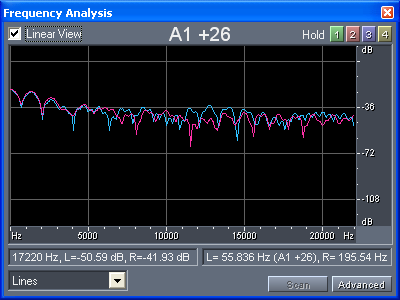 Frequency Analysis
Linear View
A1 +26
Hold 1 2 3 4
dB
-36
-72
-108
dB
Hz 5000 10000 15000 20000 Hz
17220 Hz, L=-50.59 dB, R=-41.93 dB
L= 55.836 Hz (A1 +26), R= 195.54 Hz
Lines
Scan
Advanced